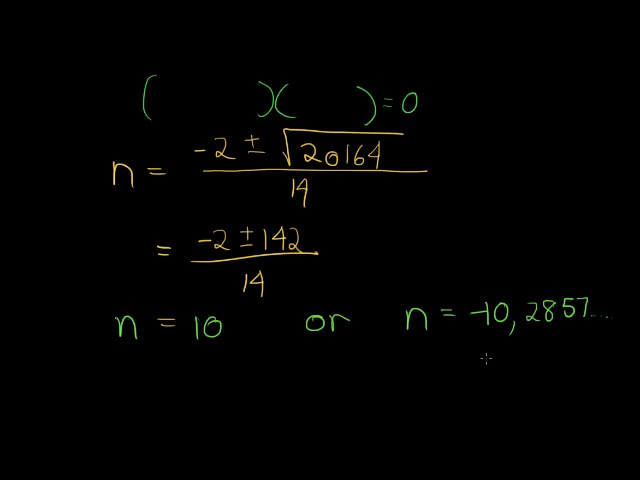 (          )(          ) = 0
n = (-2 ± √20164) / 14
= (-2 ± 142) / 14
n = 10 or n = -10,2857....